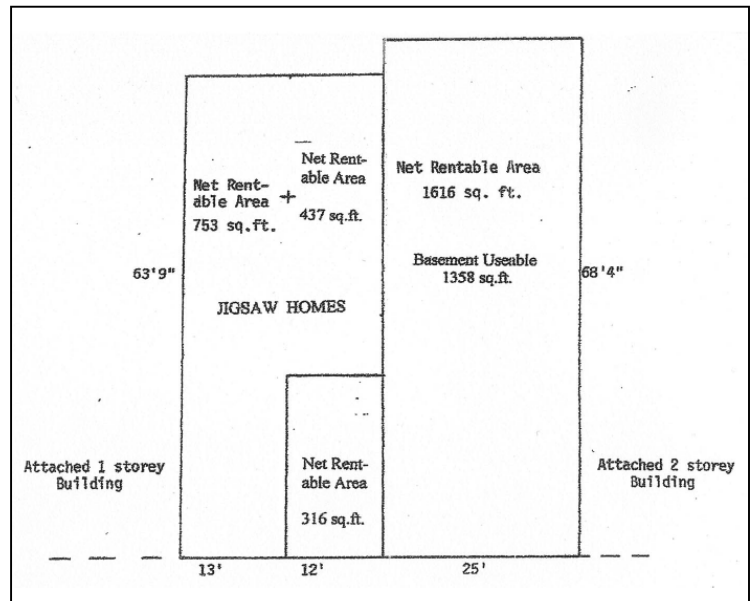 Net Rent-
able Area +
753 sq.ft.
Net Rent-
able Area
437 sq.ft.
Net Rentable Area
1616 sq. ft.
Basement Useable
1358 sq.ft.
63'9"
68'4"
JIGSAW HOMES
Attached 1 storey
Building
Net Rent-
able Area
316 sq.ft.
Attached 2 storey
Building
13'
12'
25'